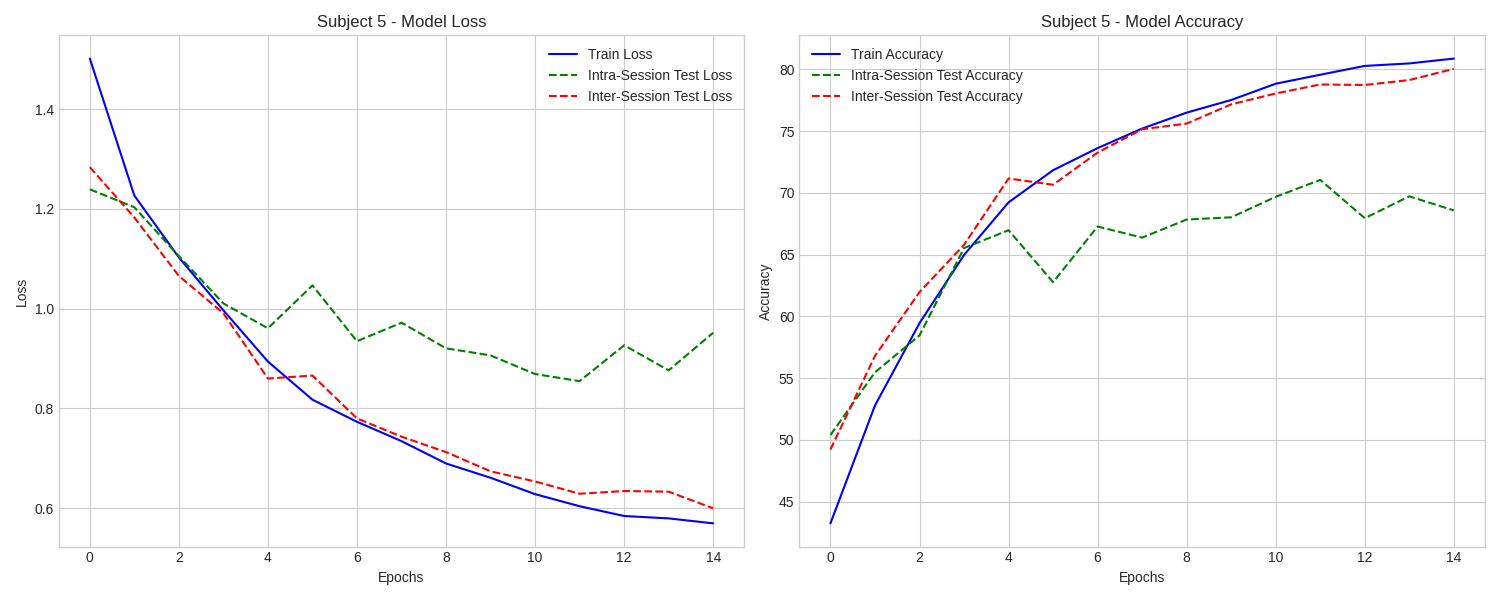 Subject 5 - Model Loss
Train Loss
Intra-Session Test Loss
Inter-Session Test Loss
1.4
1.2
1.0
0.8
0.6
Loss
0 2 4 6 8 10 12 14
Epochs
Subject 5 - Model Accuracy
Train Accuracy
Intra-Session Test Accuracy
Inter-Session Test Accuracy
80
75
70
65
60
55
50
45
Accuracy
0 2 4 6 8 10 12 14
Epochs